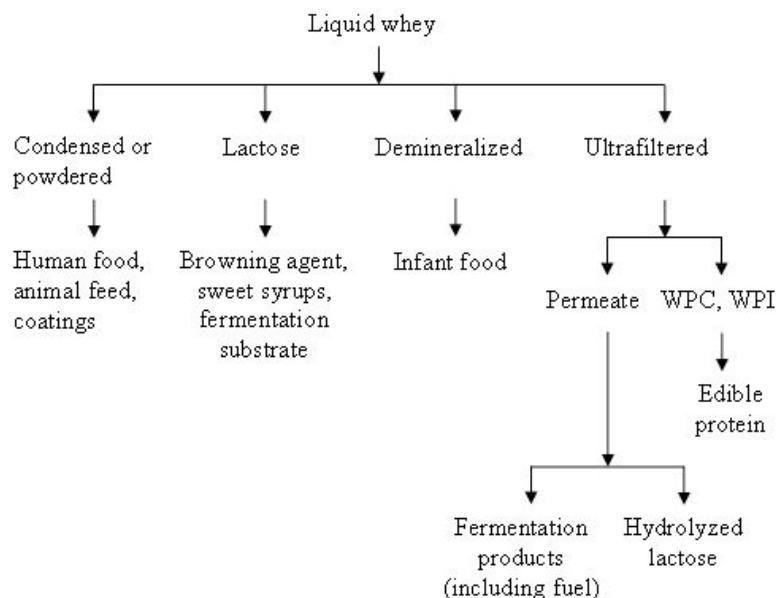 Liquid whey
Condensed or
powdered
Lactose
Demineralized
Ultrafiltered
Human food,
animal feed,
coatings
Browning agent,
sweet syrups,
fermentation
substrate
Infant food
Permeate
WPC, WPI
Edible
protein
Fermentation
products
(including fuel)
Hydrolyzed
lactose